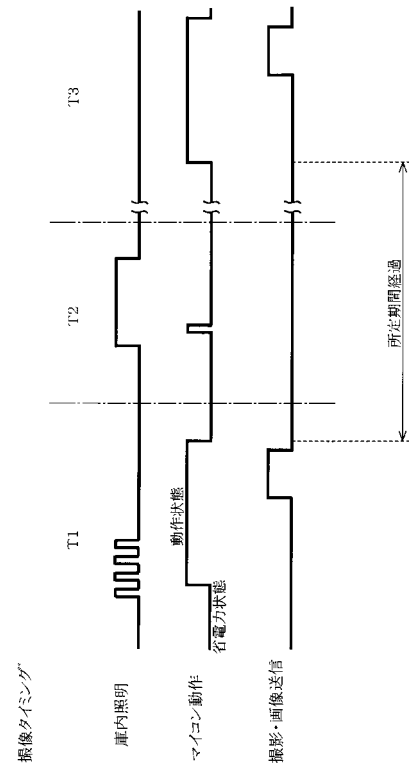 撮像タイミング
T1
T2
T3
庫内照明
マイコン動作
省電力状態
動作状態
撮影・画像送信
所定期間経過